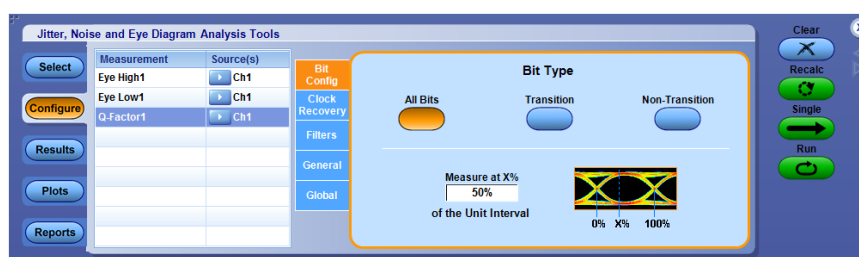 Jitter, Noise and Eye Diagram Analysis Tools
Clear
Select
Measurement Source(s)
Eye High1 Ch1
Eye Low1 Ch1
Q-Factor1 Ch1
Configure
Results
Plots
Reports
Bit
Config
Clock
Recovery
Filters
General
Global
Bit Type
All Bits Transition Non-Transition
Measure at X%
50%
of the Unit Interval
0% X% 100%
Recalc
Single
Run